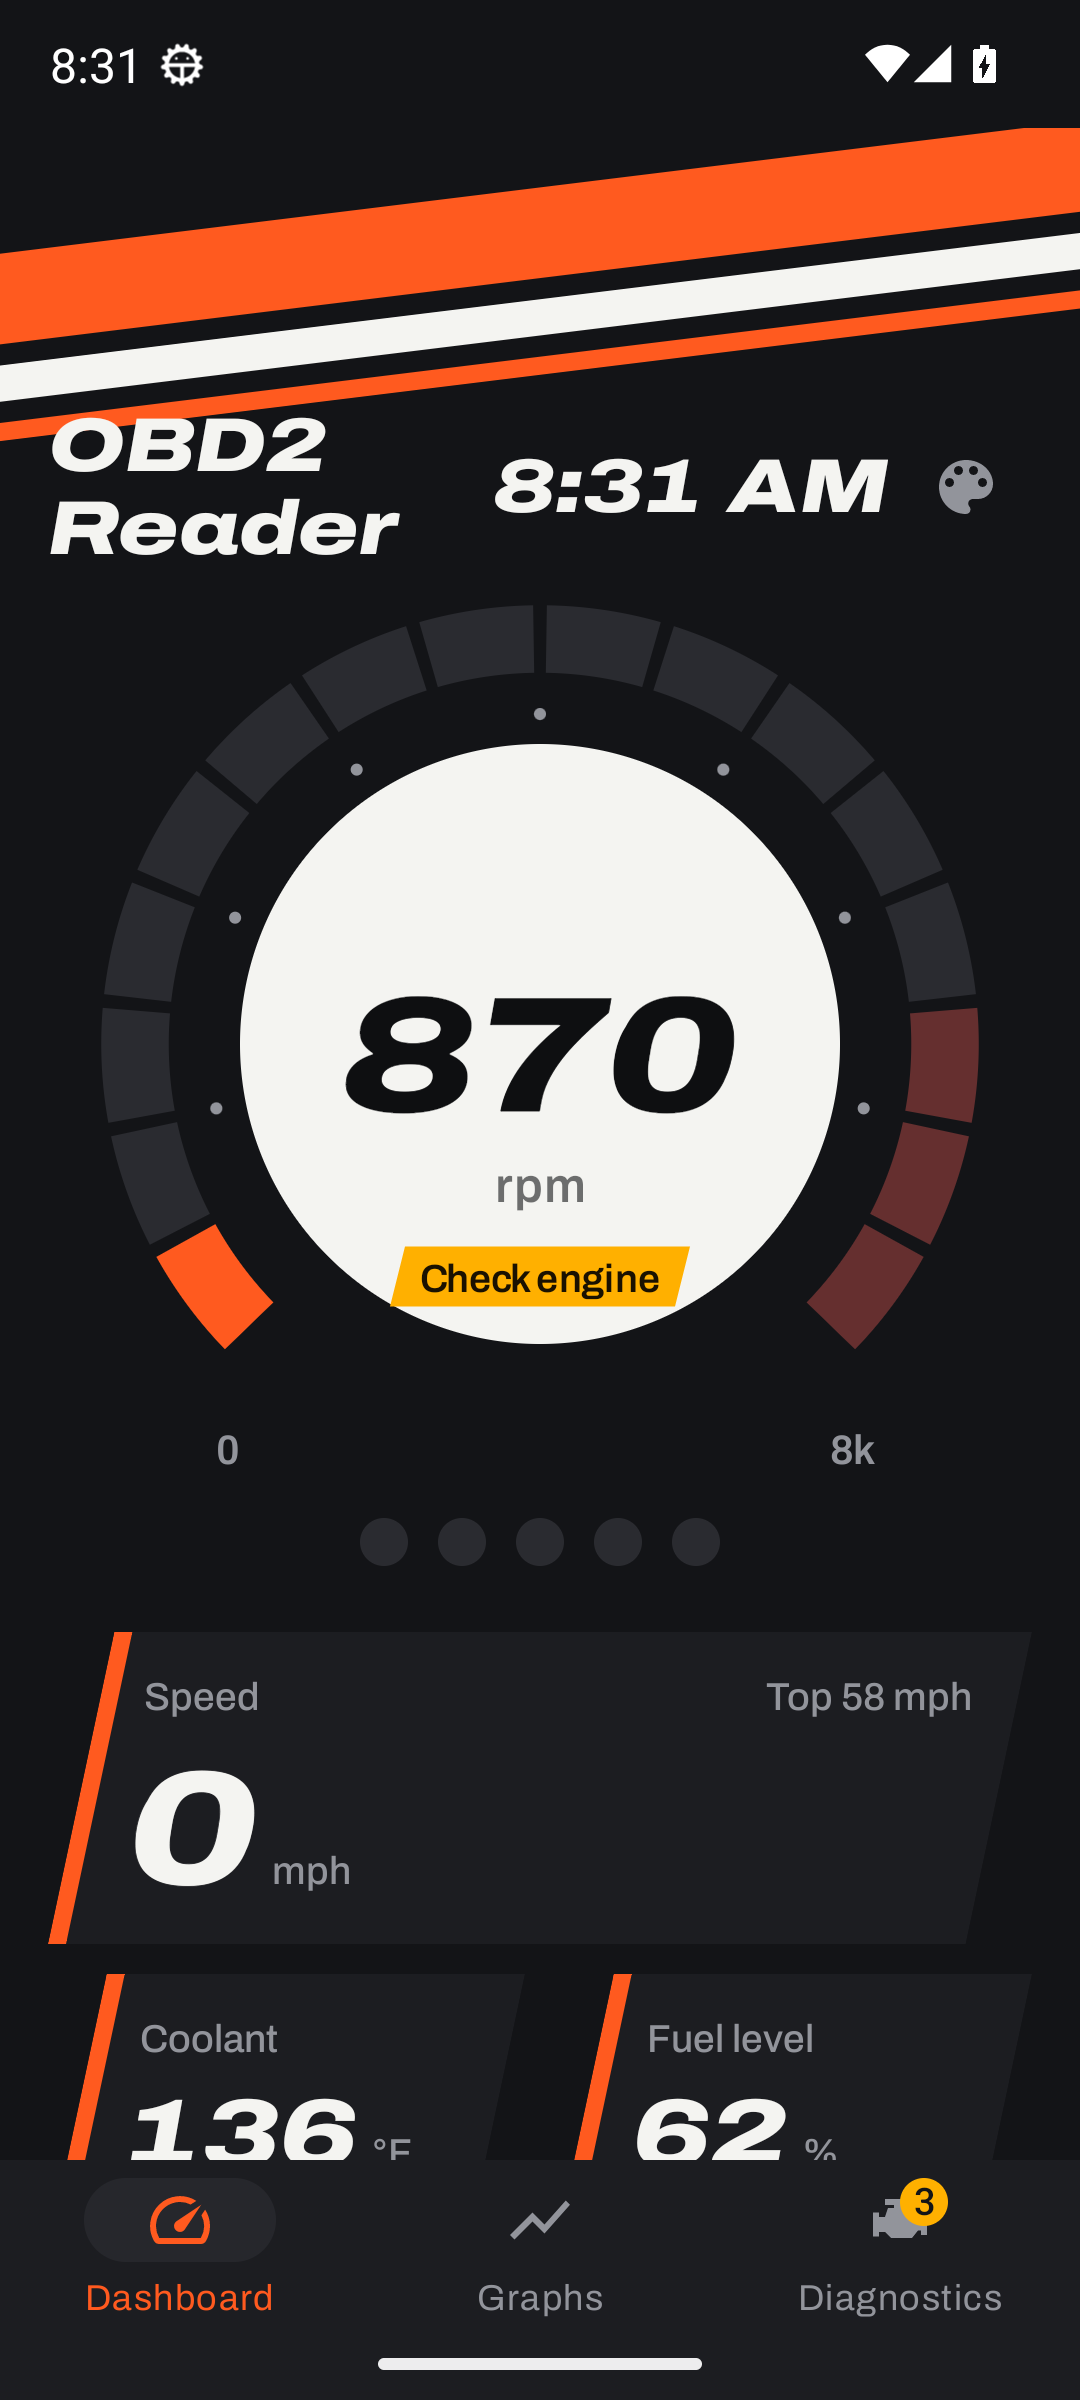 8:31
OBD2
Reader
8:31 AM
870
rpm
Check engine
0
8k
Speed
Top 58 mph
0 mph
Coolant
Fuel level
136 °F
62 %
3
Dashboard
Graphs
Diagnostics